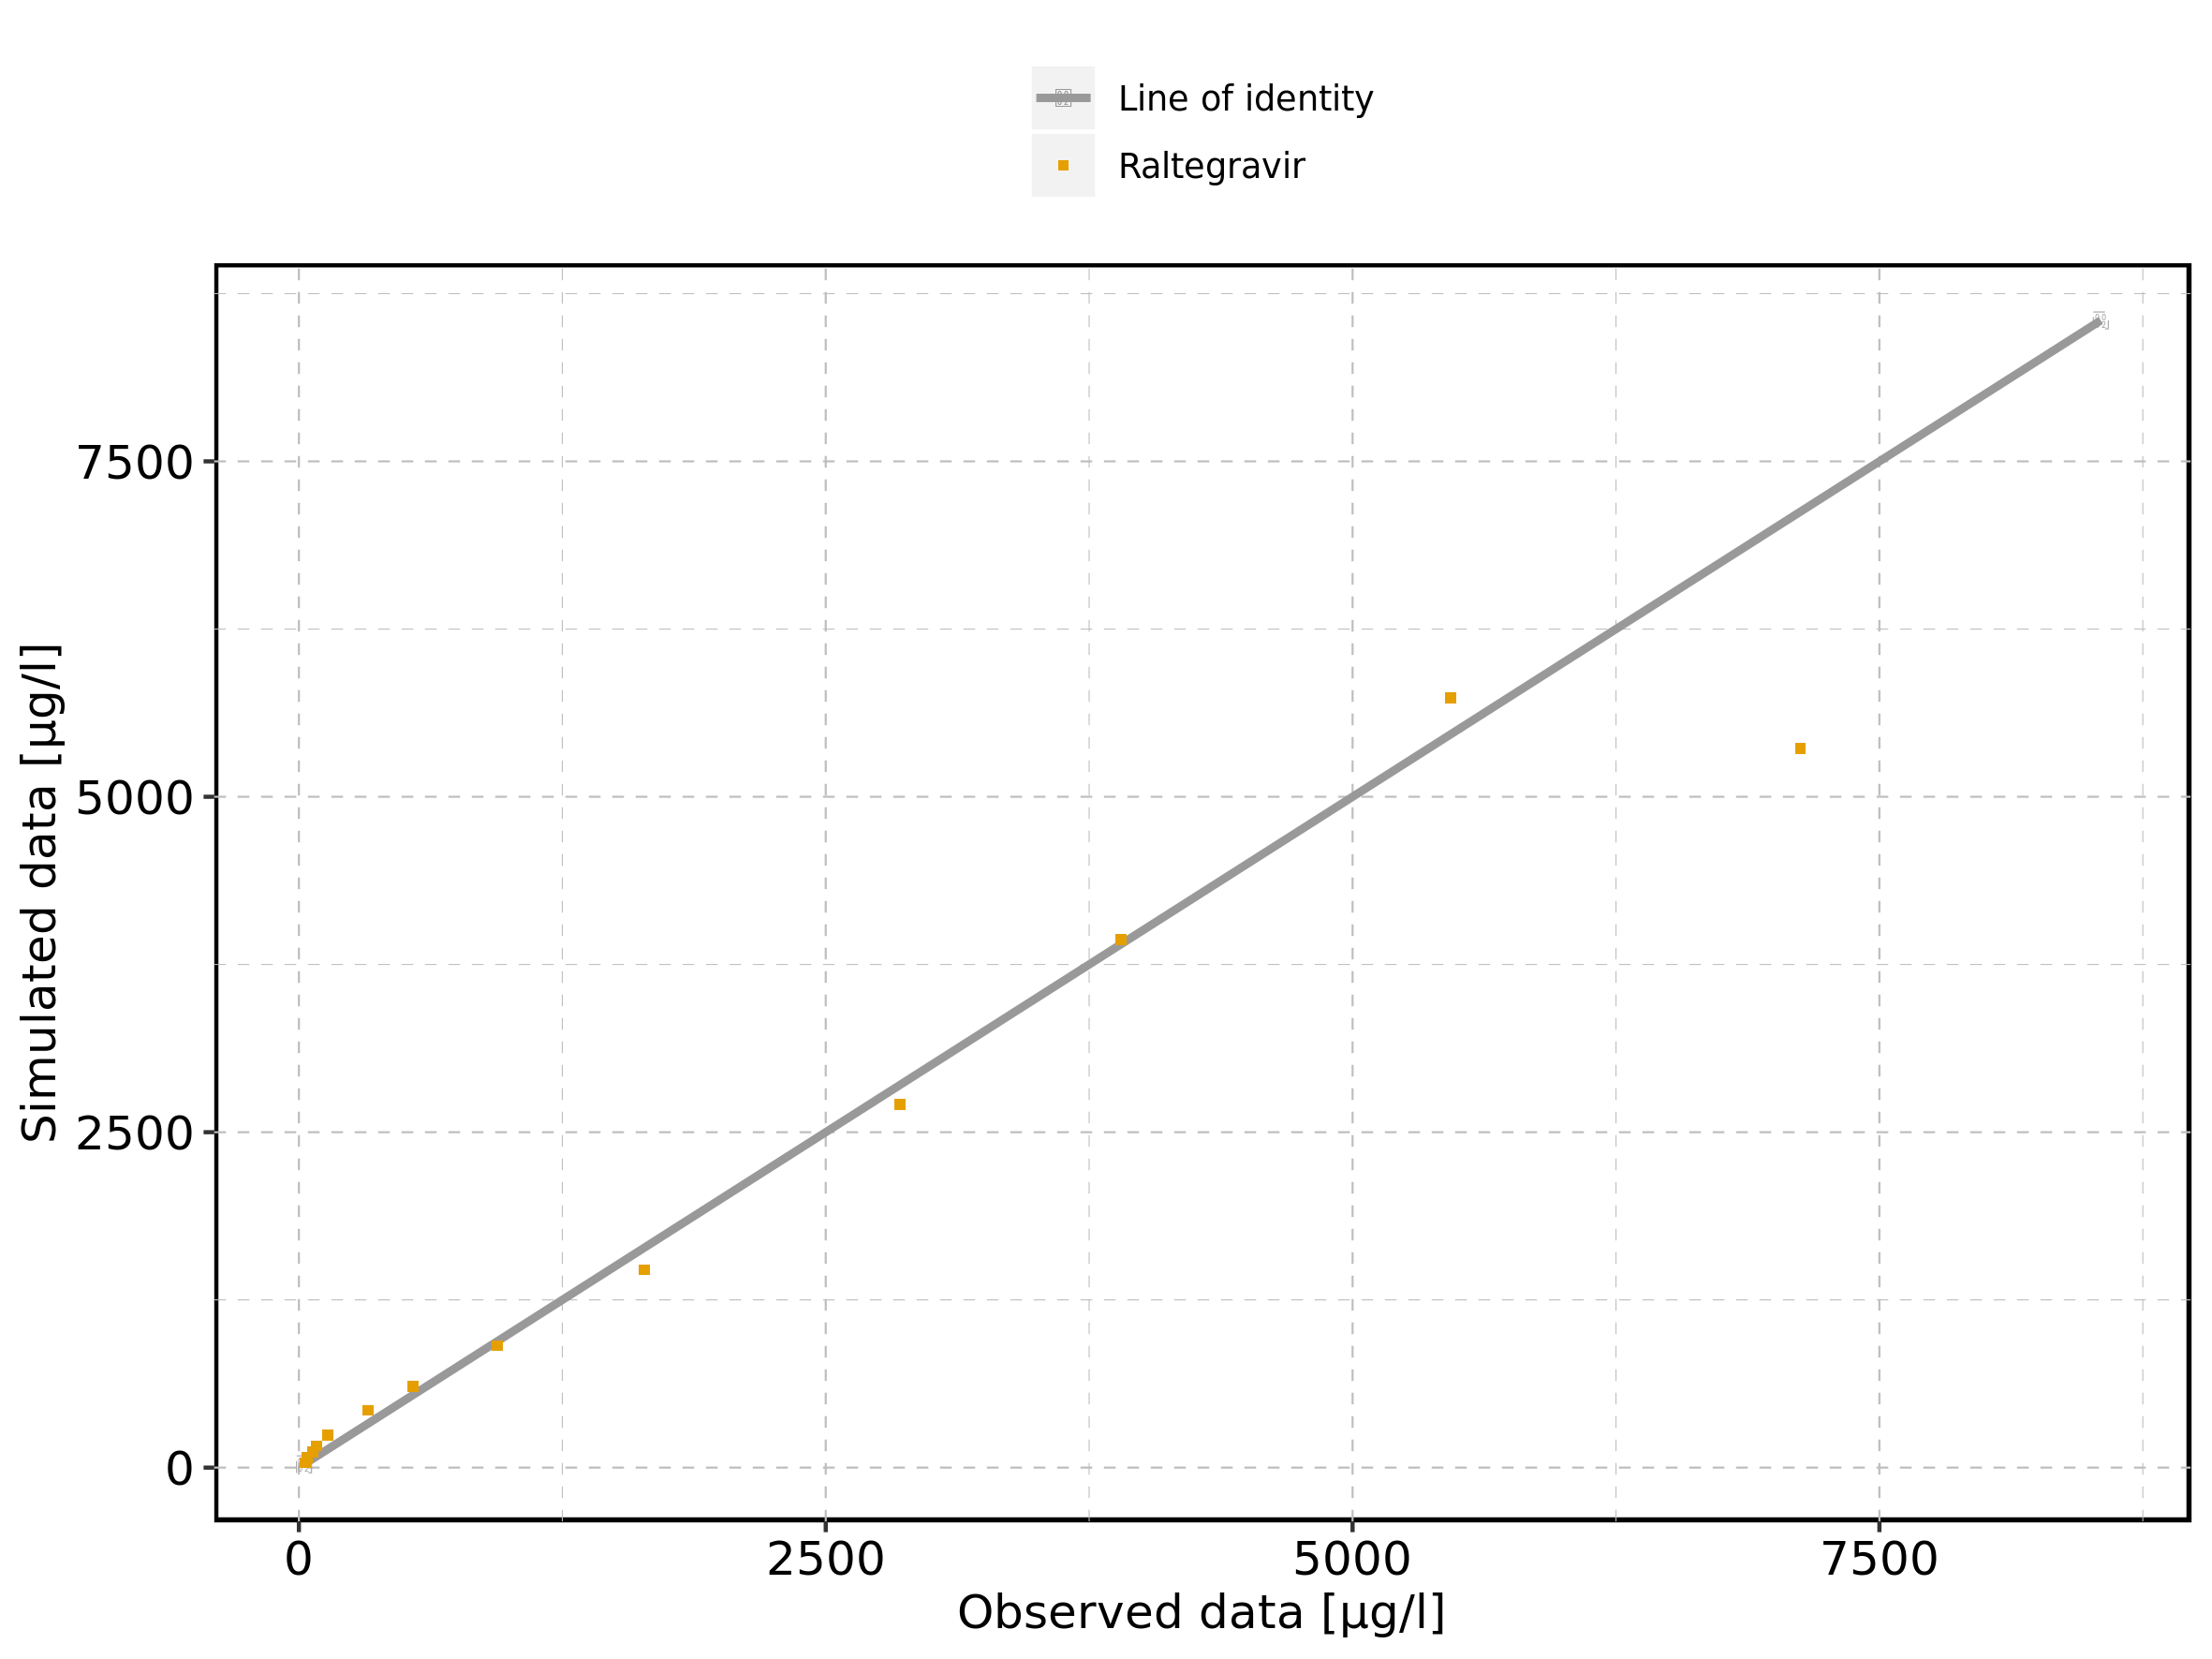 Line of identity
Raltegravir
Simulated data [µg/l]
7500
5000
2500
0
0 2500 5000 7500
Observed data [µg/l]